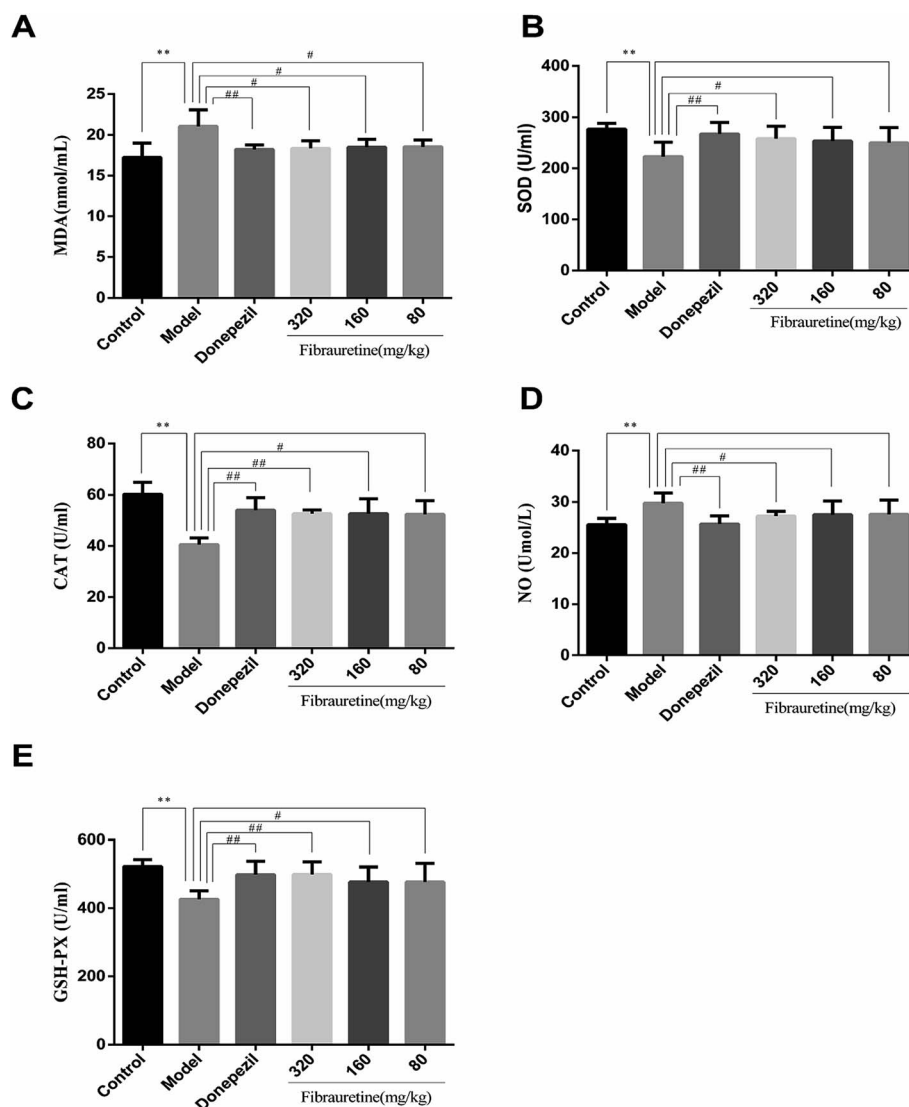 A
**
#
#
#
##
MDA(nmol/mL)
25
20
15
10
5
0
Control
Model
Donepezil
320
160
80
Fibrauretine(mg/kg)
B
**
#
##
SOD (U/ml)
400
300
200
100
0
Control
Model
Donepezil
320
160
80
Fibrauretine(mg/kg)
C
**
#
##
##
CAT (U/ml)
80
60
40
20
0
Control
Model
Donepezil
320
160
80
Fibrauretine(mg/kg)
D
**
#
##
NO (Umol/L)
40
30
20
10
0
Control
Model
Donepezil
320
160
80
Fibrauretine(mg/kg)
E
**
#
##
##
GSH-PX (U/ml)
600
400
200
0
Control
Model
Donepezil
320
160
80
Fibrauretine(mg/kg)